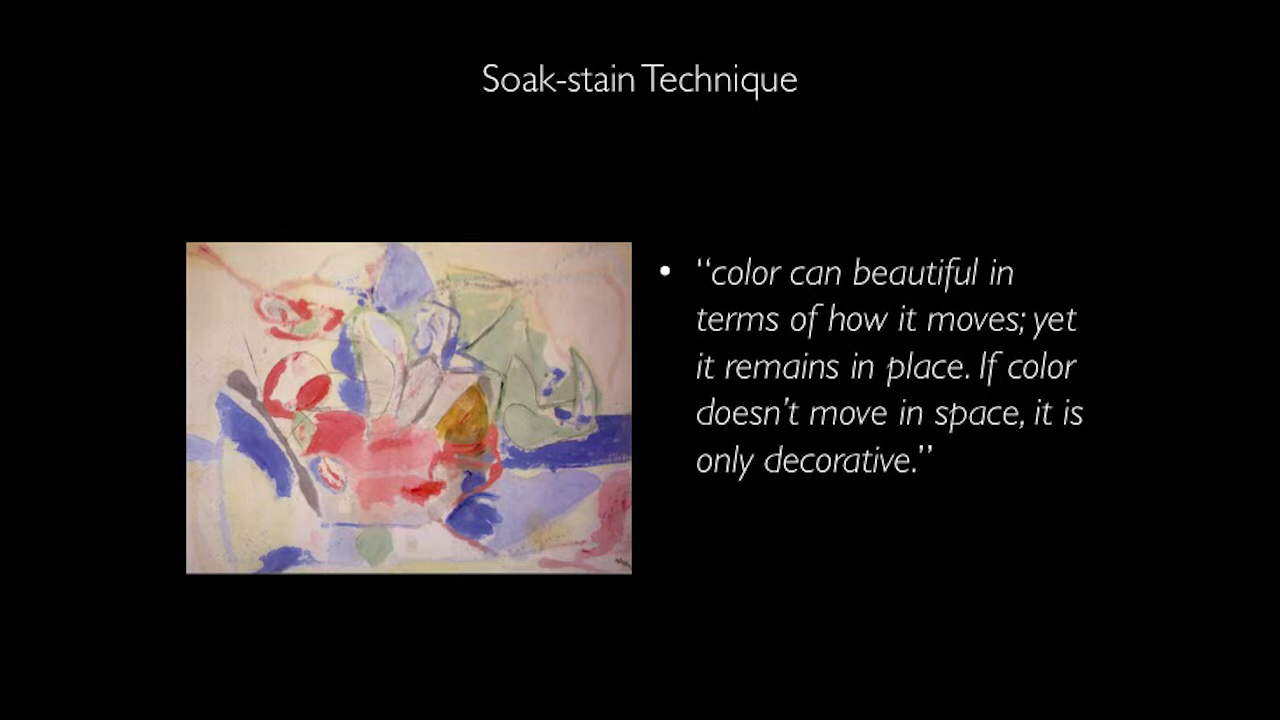 Soak-stain Technique
• “color can beautiful in
terms of how it moves; yet
it remains in place. If color
doesn’t move in space, it is
only decorative.”